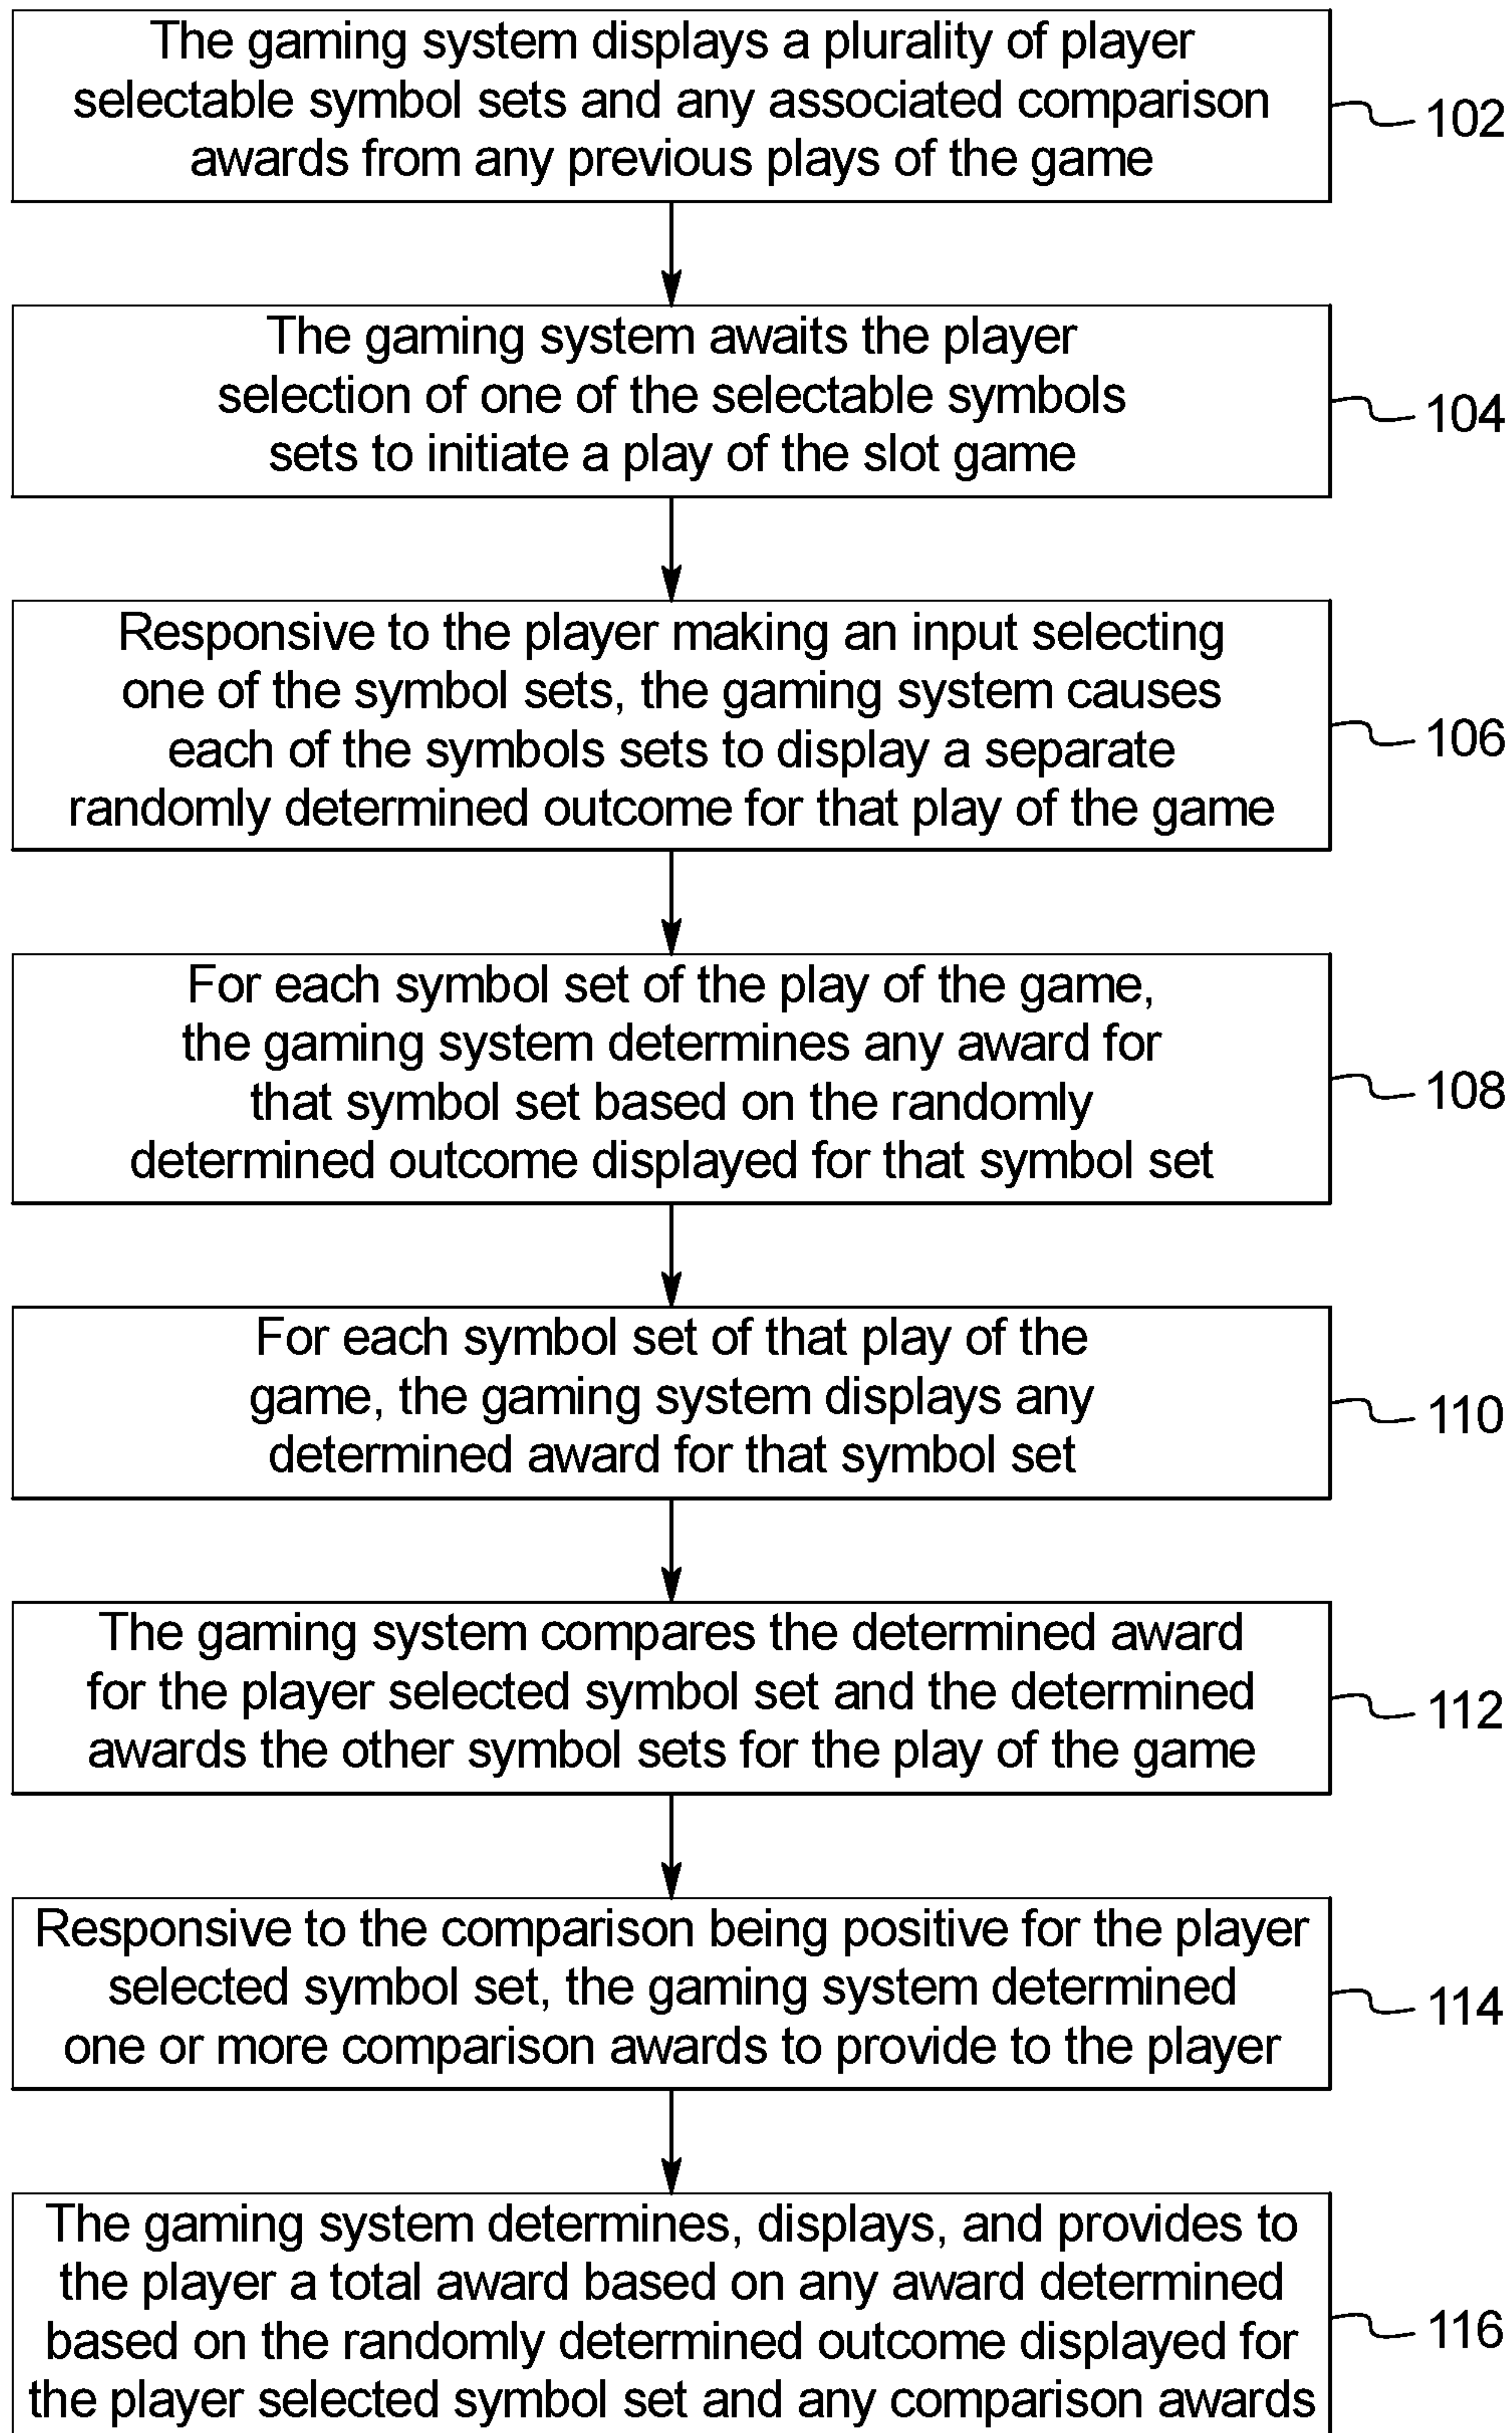 The gaming system displays a plurality of player
selectable symbol sets and any associated comparison
awards from any previous plays of the game
102
The gaming system awaits the player
selection of one of the selectable symbols
sets to initiate a play of the slot game
104
Responsive to the player making an input selecting
one of the symbol sets, the gaming system causes
each of the symbols sets to display a separate
randomly determined outcome for that play of the game
106
For each symbol set of the play of the game,
the gaming system determines any award for
that symbol set based on the randomly
determined outcome displayed for that symbol set
108
For each symbol set of that play of the
game, the gaming system displays any
determined award for that symbol set
110
The gaming system compares the determined award
for the player selected symbol set and the determined
awards the other symbol sets for the play of the game
112
Responsive to the comparison being positive for the player
selected symbol set, the gaming system determined
one or more comparison awards to provide to the player
114
The gaming system determines, displays, and provides to
the player a total award based on any award determined
based on the randomly determined outcome displayed for
the player selected symbol set and any comparison awards
116